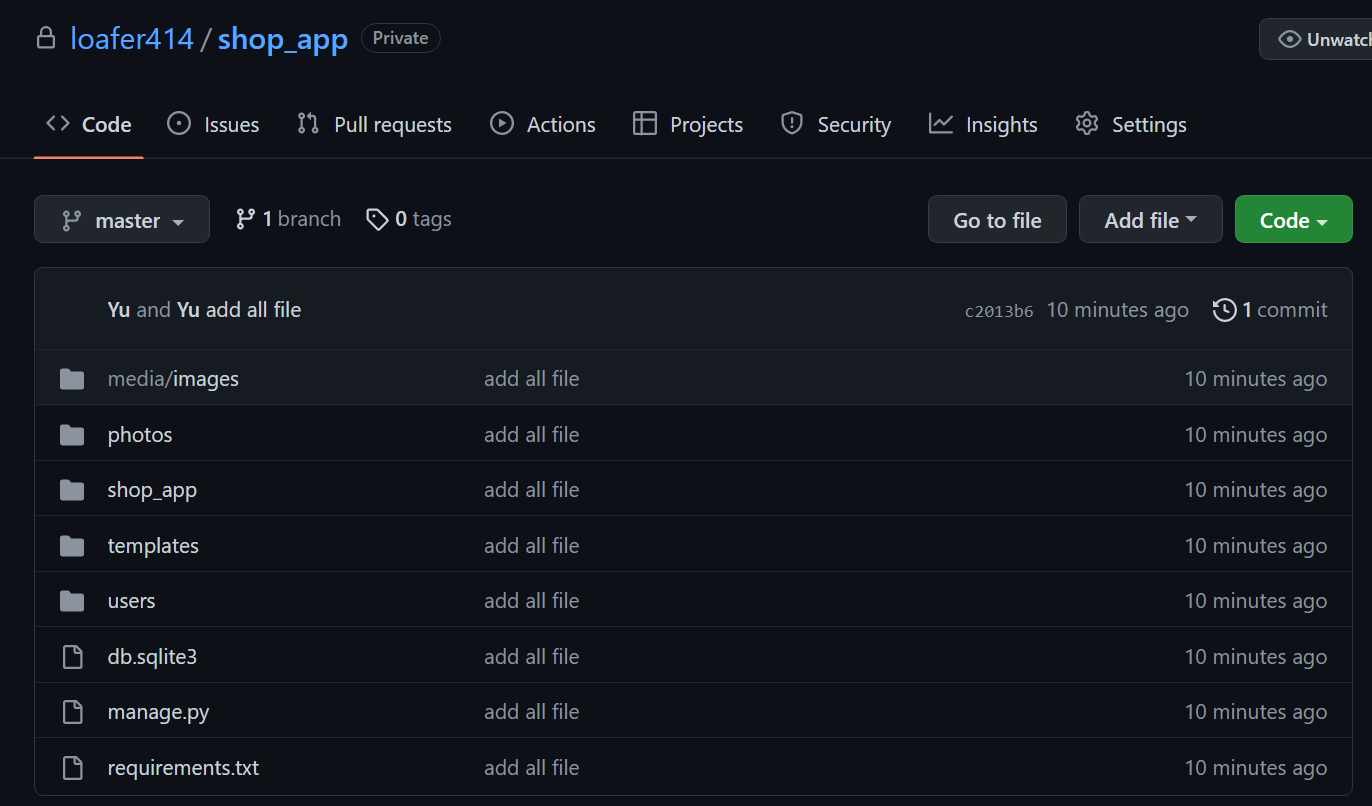 loafer414 / shop_app Private
Unwatch
Code Issues Pull requests Actions Projects Security Insights Settings
master 1 branch 0 tags Go to file Add file Code
Yu and Yu add all file c2013b6 10 minutes ago 1 commit
media/images add all file 10 minutes ago
photos add all file 10 minutes ago
shop_app add all file 10 minutes ago
templates add all file 10 minutes ago
users add all file 10 minutes ago
db.sqlite3 add all file 10 minutes ago
manage.py add all file 10 minutes ago
requirements.txt add all file 10 minutes ago